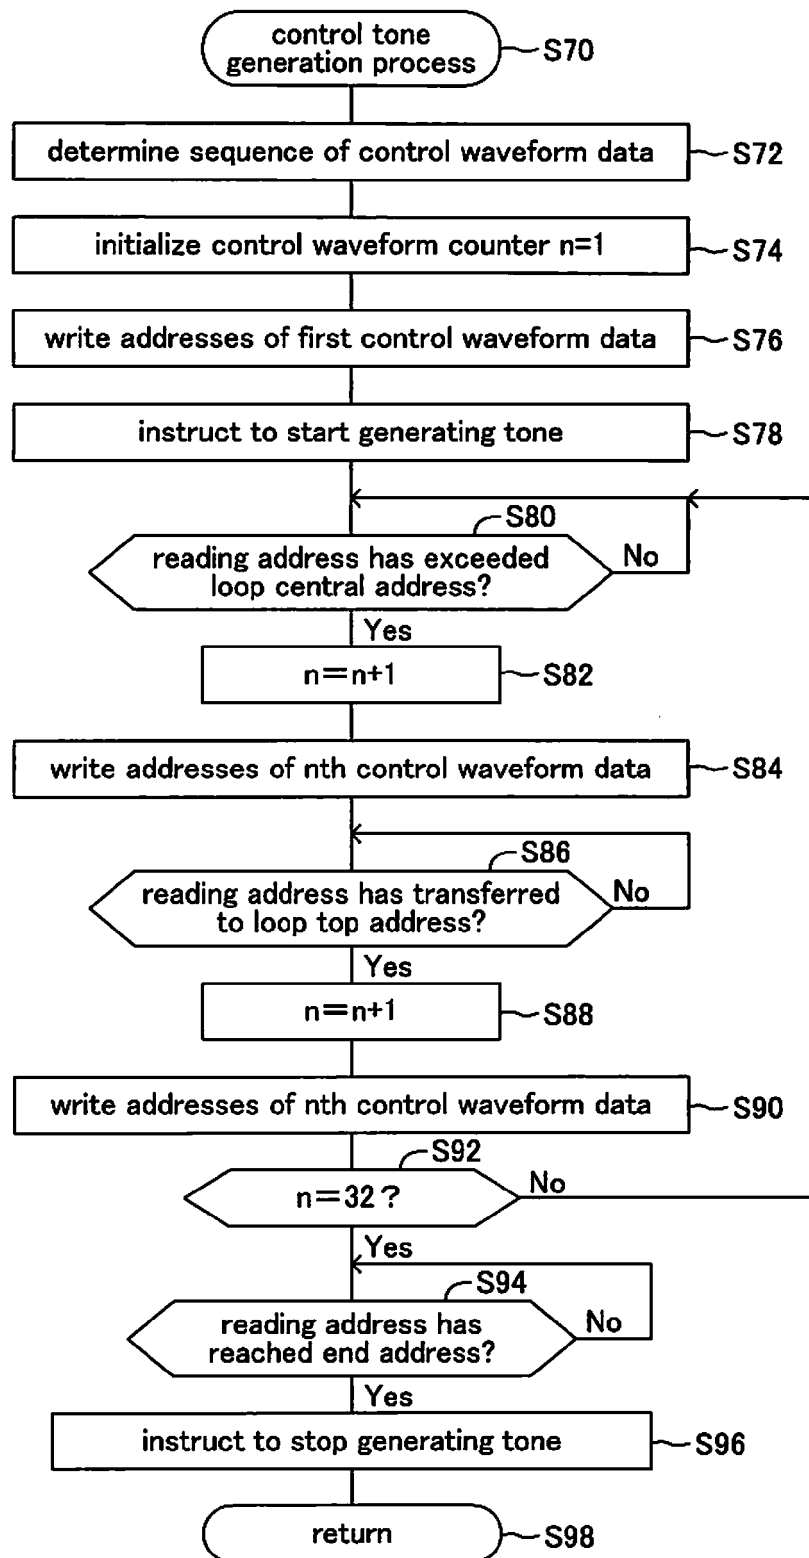 control tone
generation process
S70
determine sequence of control waveform data
S72
initialize control waveform counter n=1
S74
write addresses of first control waveform data
S76
instruct to start generating tone
S78
S80
reading address has exceeded
loop central address?
No
Yes
n=n+1
S82
write addresses of nth control waveform data
S84
S86
reading address has transferred
to loop top address?
No
Yes
n=n+1
S88
write addresses of nth control waveform data
S90
S92
n=32?
No
Yes
S94
reading address has
reached end address?
No
Yes
instruct to stop generating tone
S96
return
S98